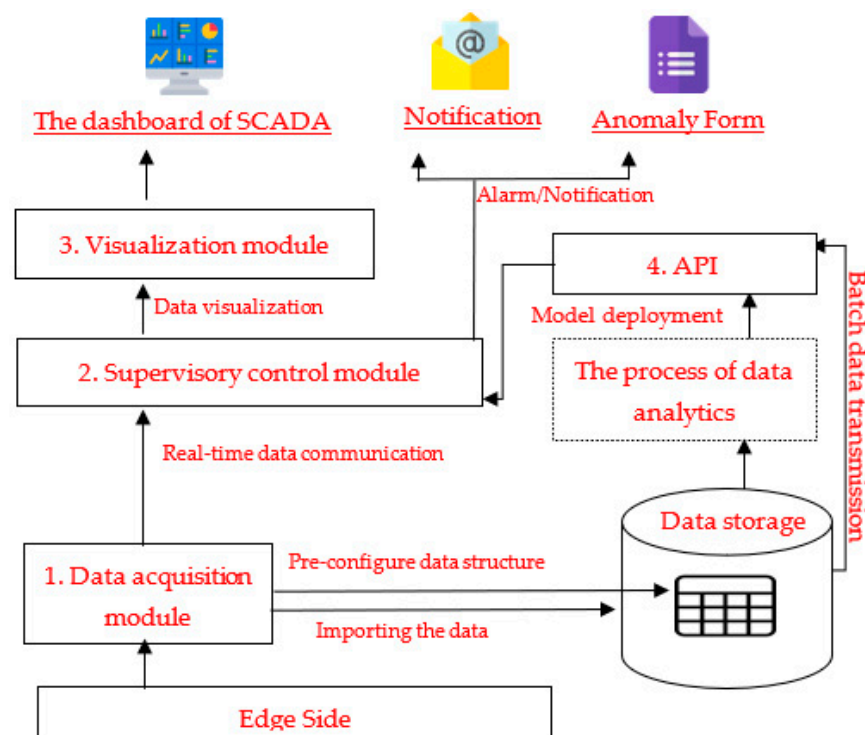 @
The dashboard of SCADA
Notification
Anomaly Form
Alarm/Notification
3. Visualization module
4. API
Data visualization
Model deployment
Batch data transmission
2. Supervisory control module
The process of data
analytics
Real-time data communication
Data storage
1. Data acquisition
module
Pre-configure data structure
Importing the data
Edge Side